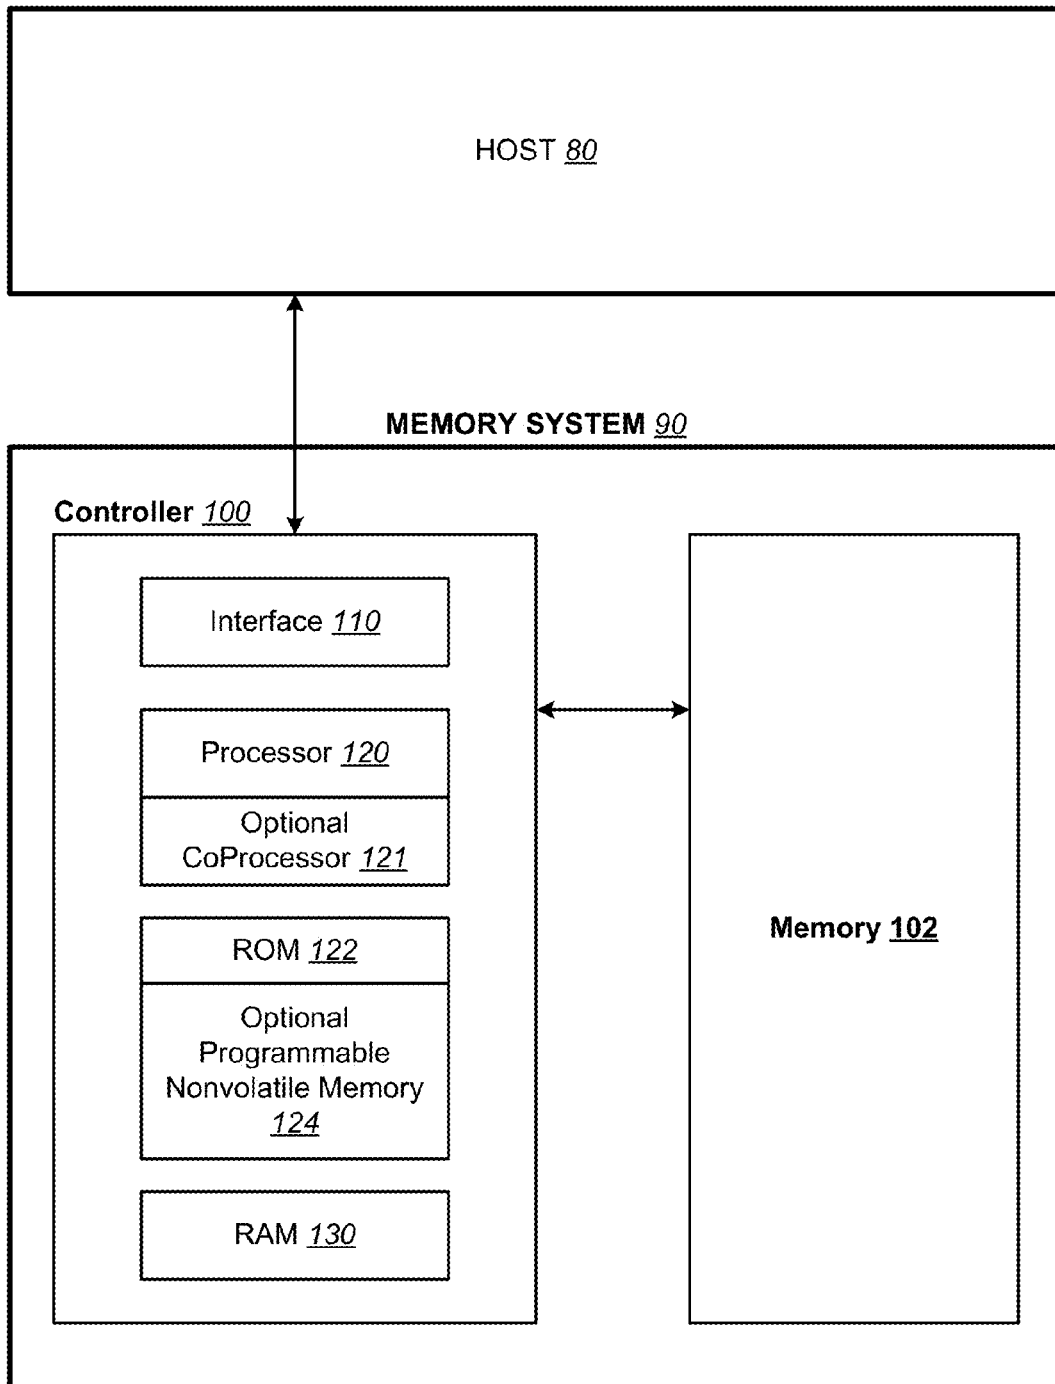 HOST 80
MEMORY SYSTEM 90
Controller 100
Interface 110
Processor 120
Optional
CoProcessor 121
ROM 122
Optional
Programmable
Nonvolatile Memory
124
RAM 130
Memory 102